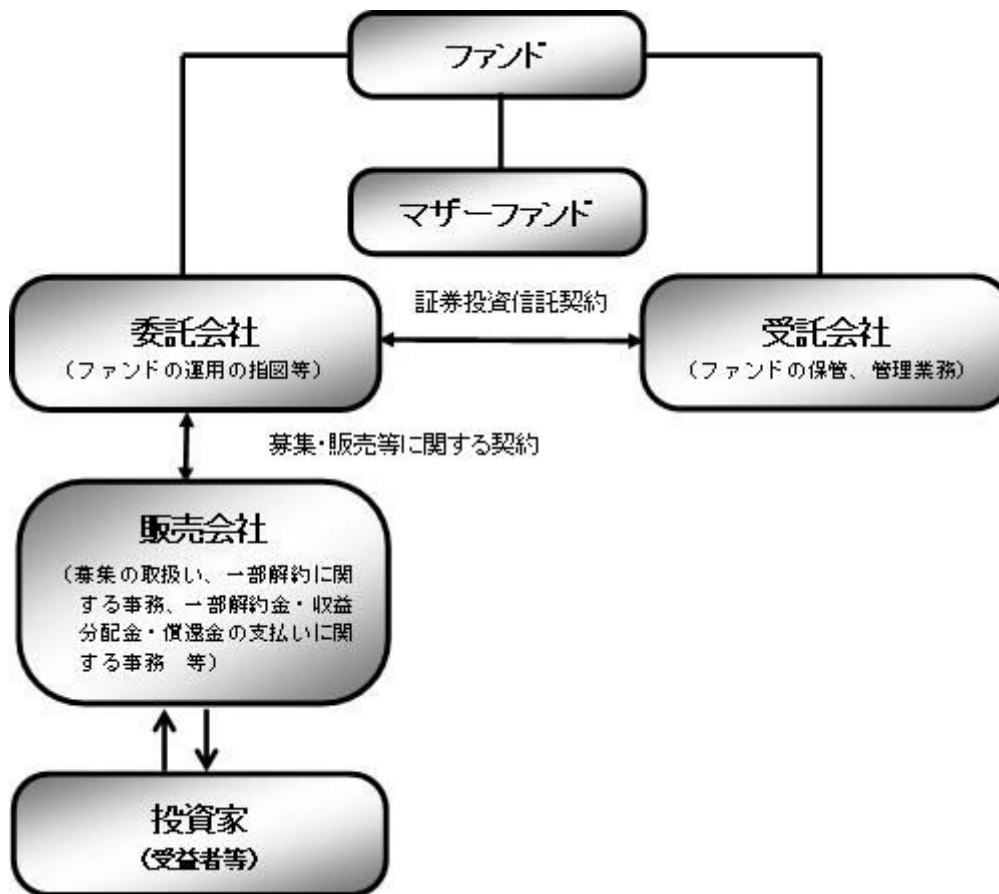 ファンド
マザーファンド
証券投資信託契約
委託会社
(ファンドの運用の指図等)
受託会社
(ファンドの保管、管理業務)
募集・販売等に関する契約
販売会社
(募集の取扱い、一部解約に関
する事務、一部解約金・収益
分配金・償還金の支払いに関
する事務　等)
投資家
(受益者等)